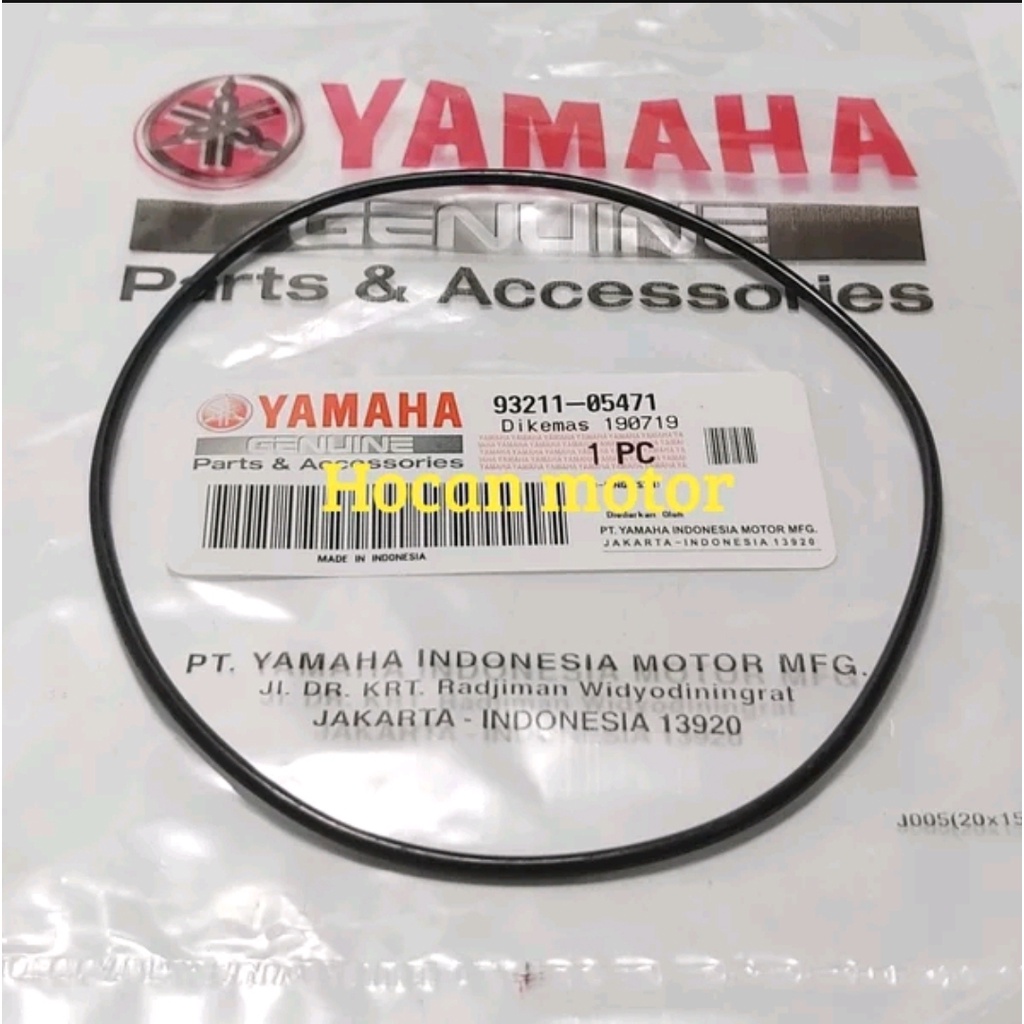 YAMAHA
GENUINE
Parts & Accessories
YAMAHA
GENUINE
Parts & Accessories
93211-05471
Dikemas 190719
1 PC
Hocan motor
Diedarkan Oleh
PT. YAMAHA INDONESIA MOTOR MFG.
JAKARTA-INDONESIA 13920
MADE IN INDONESIA
PT. YAMAHA INDONESIA MOTOR MFG.
Jl. DR. KRT. Radjiman Widyodiningrat
JAKARTA - INDONESIA 13920
J005(20x15